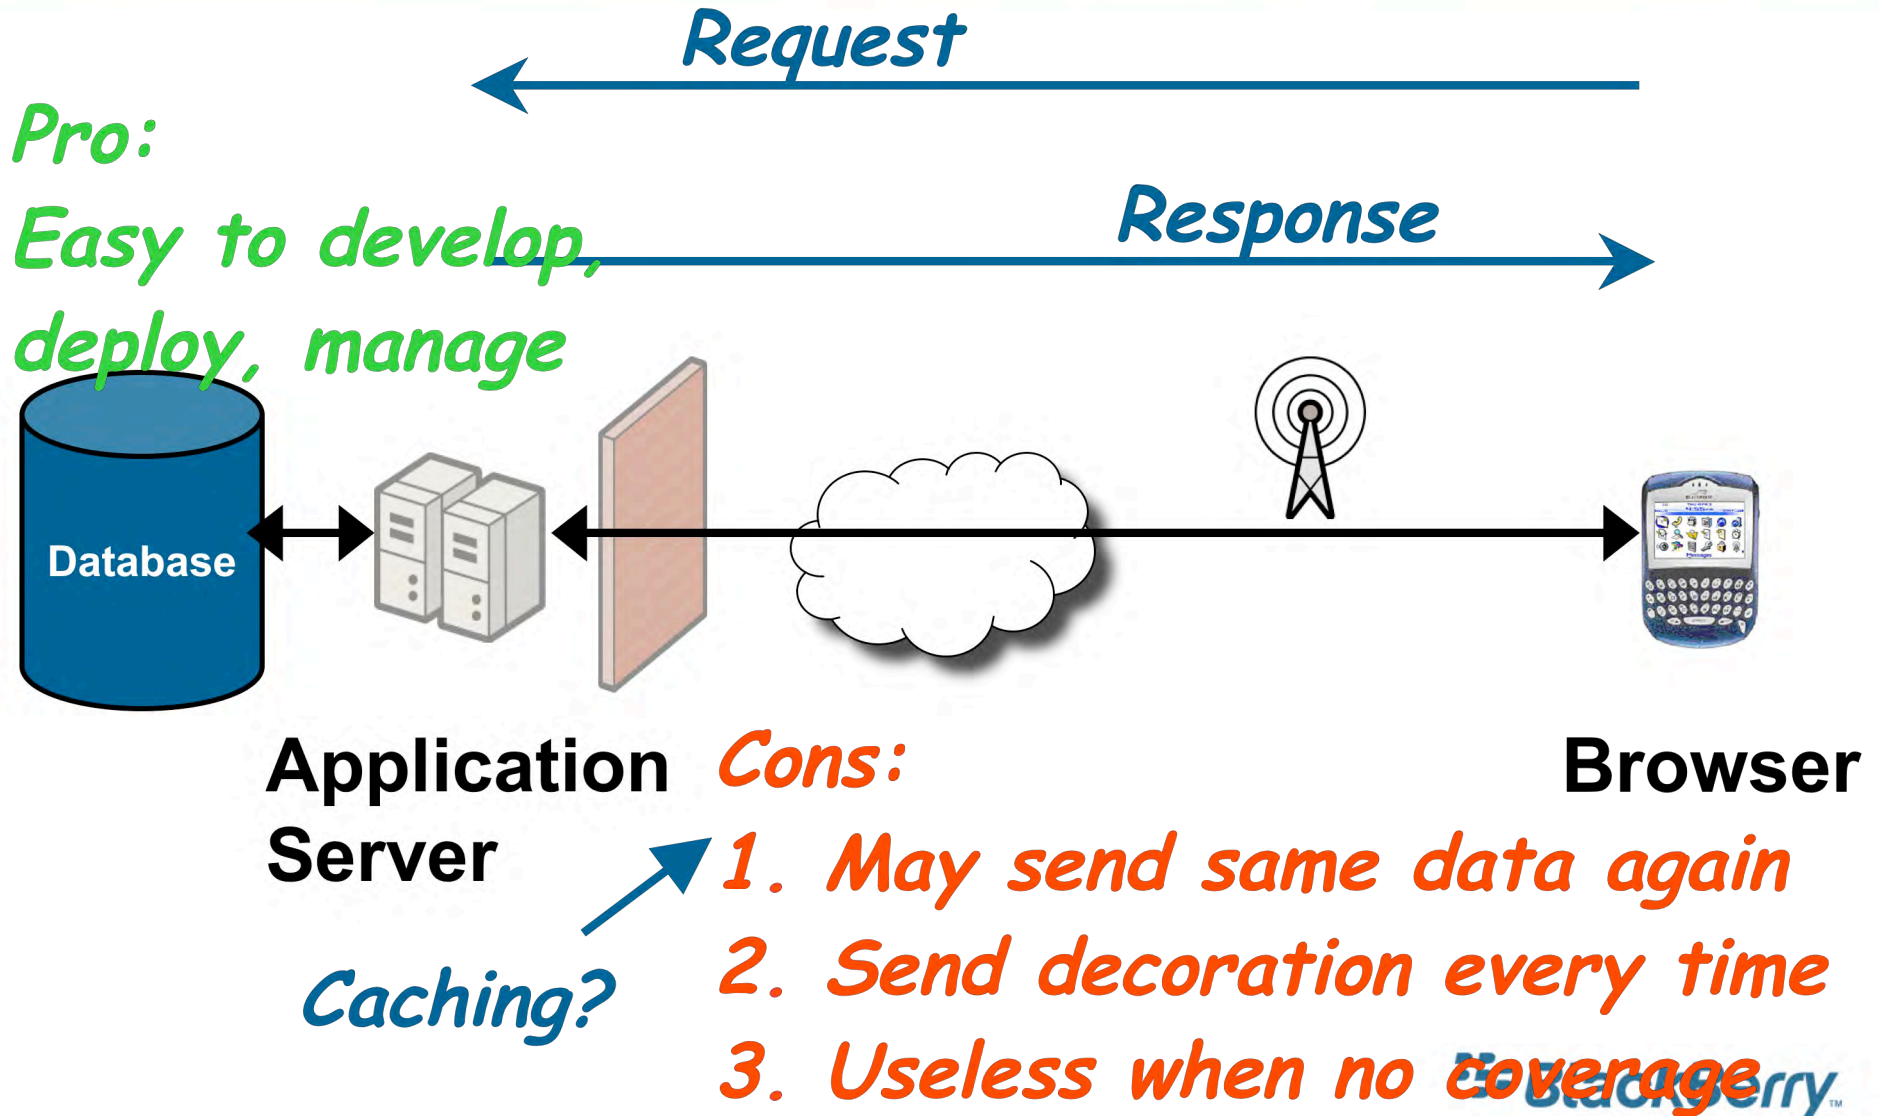 Request
Pro:
Easy to develop,
deploy, manage
Response
Database
Application
Server
Browser
Cons:
1. May send same data again
2. Send decoration every time
3. Useless when no coverage
Caching?
BlackBerry™